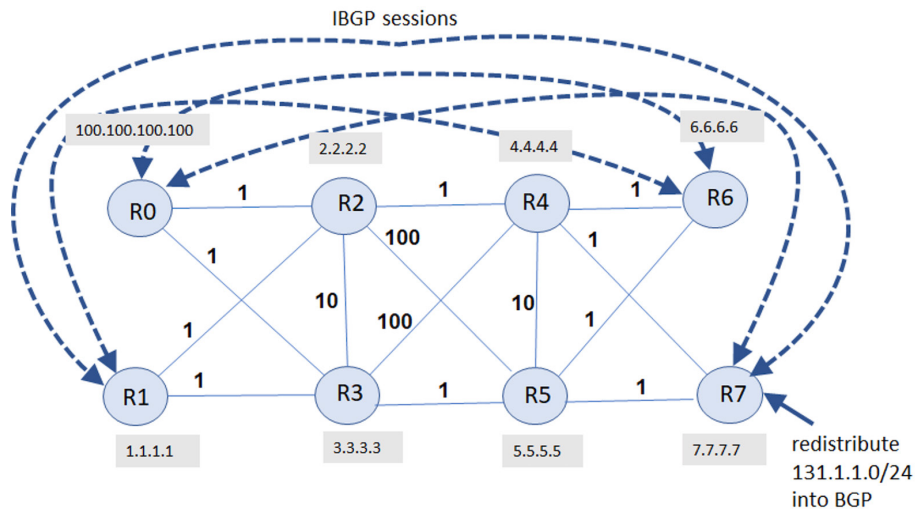 IBGP sessions
100.100.100.100
6.6.6.6
2.2.2.2
4.4.4.4
R0
1
R2
1
R4
1
R6
100
1
1
10
10
100
1
1
R1
1
R3
1
R5
1
R7
1.1.1.1
3.3.3.3
5.5.5.5
7.7.7.7
redistribute
131.1.1.0/24
into BGP